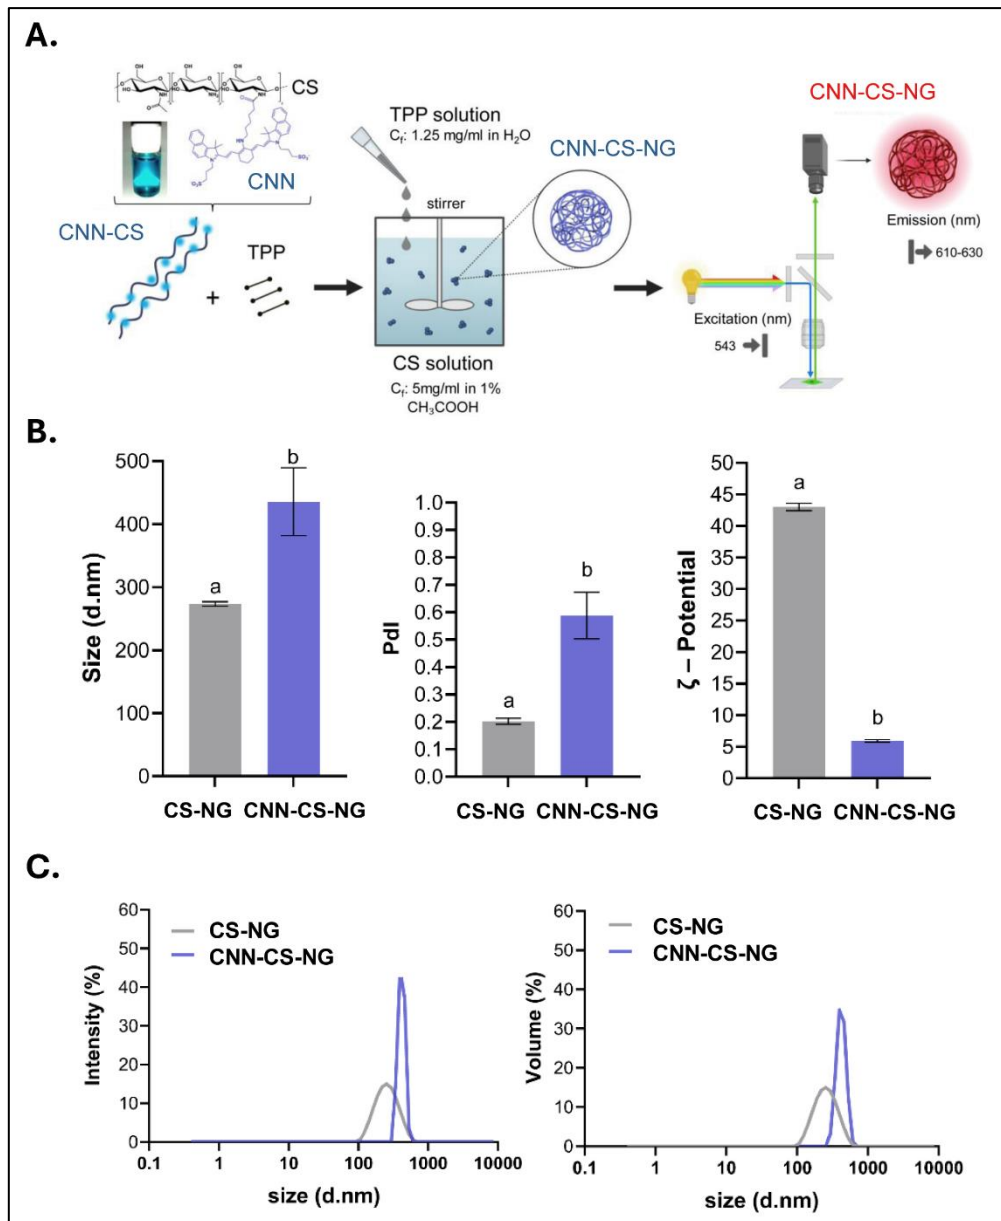 A.
CS
CNN
CNN-CS
TPP
+
TPP solution
Cf: 1.25 mg/ml in H2O
stirrer
CNN-CS-NG
CS solution
Cf: 5mg/ml in 1%
CH3COOH
Excitation (nm)
543
CNN-CS-NG
Emission (nm)
610-630
B.
Size (d.nm)
500
400
300
200
100
0
a
b
CS-NG CNN-CS-NG
PdI
1.0
0.9
0.8
0.7
0.6
0.5
0.4
0.3
0.2
0.1
0.0
a
b
CS-NG CNN-CS-NG
ζ – Potential
50
45
40
35
30
25
20
15
10
5
0
a
b
CS-NG CNN-CS-NG
C.
Intensity (%)
60
50
40
30
20
10
0
CS-NG
CNN-CS-NG
0.1 1 10 100 1000 10000
size (d.nm)
Volume (%)
60
50
40
30
20
10
0
CS-NG
CNN-CS-NG
0.1 1 10 100 1000 10000
size (d.nm)